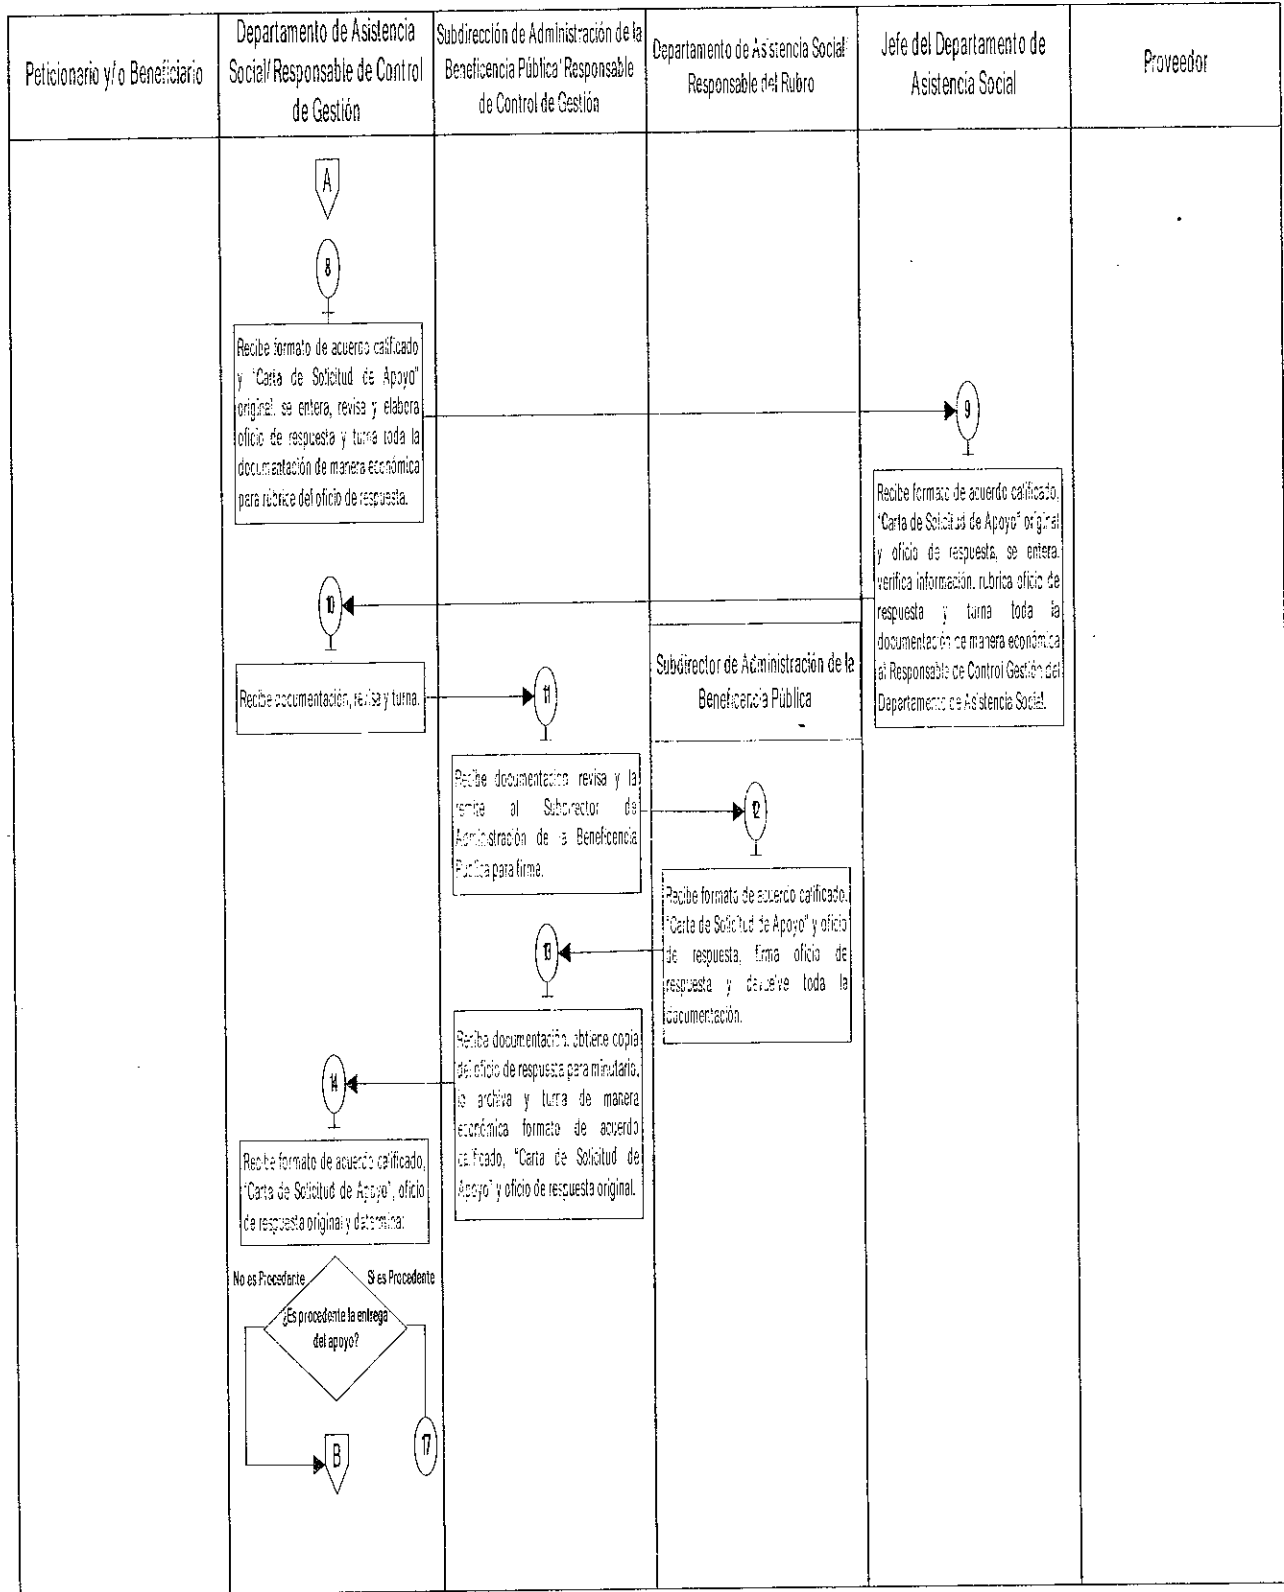 Peticionario y/o Beneficiario
Departamento de Asistencia
Social/ Responsable de Control
de Gestión
Subdirección de Administración de la
Beneficencia Pública/ Responsable
de Control de Gestión
Departamento de Asistencia Social/
Responsable del Rubro
Jefe del Departamento de
Asistencia Social
Proveedor
A
8
Recibe formato de acuerdo calificado
y "Carta de Solicitud de Apoyo"
original, se entera, revisa y elabora
oficio de respuesta y turna toda la
documentación de manera económica
para rúbrica del oficio de respuesta.
9
Recibe formato de acuerdo calificado,
"Carta de Solicitud de Apoyo" original
y oficio de respuesta, se entera,
verifica información, rubrica oficio de
respuesta y turna toda la
documentación de manera económica
al Responsable de Control Gestión del
Departamento de Asistencia Social.
10
Recibe documentación, revisa y turna.
11
Recibe documentación revisa y la
remite al Subdirector de
Administración de la Beneficencia
Pública para firma.
Subdirector de Administración de la
Beneficencia Pública
12
Recibe formato de acuerdo calificado,
"Carta de Solicitud de Apoyo" y oficio
de respuesta, firma oficio de
respuesta y devuelve toda la
documentación.
13
Recibe documentación, obtiene copia
del oficio de respuesta para minutario,
lo archiva y turna de manera
económica formato de acuerdo
calificado, "Carta de Solicitud de
Apoyo" y oficio de respuesta original.
14
Recibe formato de acuerdo calificado,
"Carta de Solicitud de Apoyo", oficio
de respuesta original y determina:
No es Procedente
Si es Procedente
¿Es procedente la entrega
del apoyo?
B
17